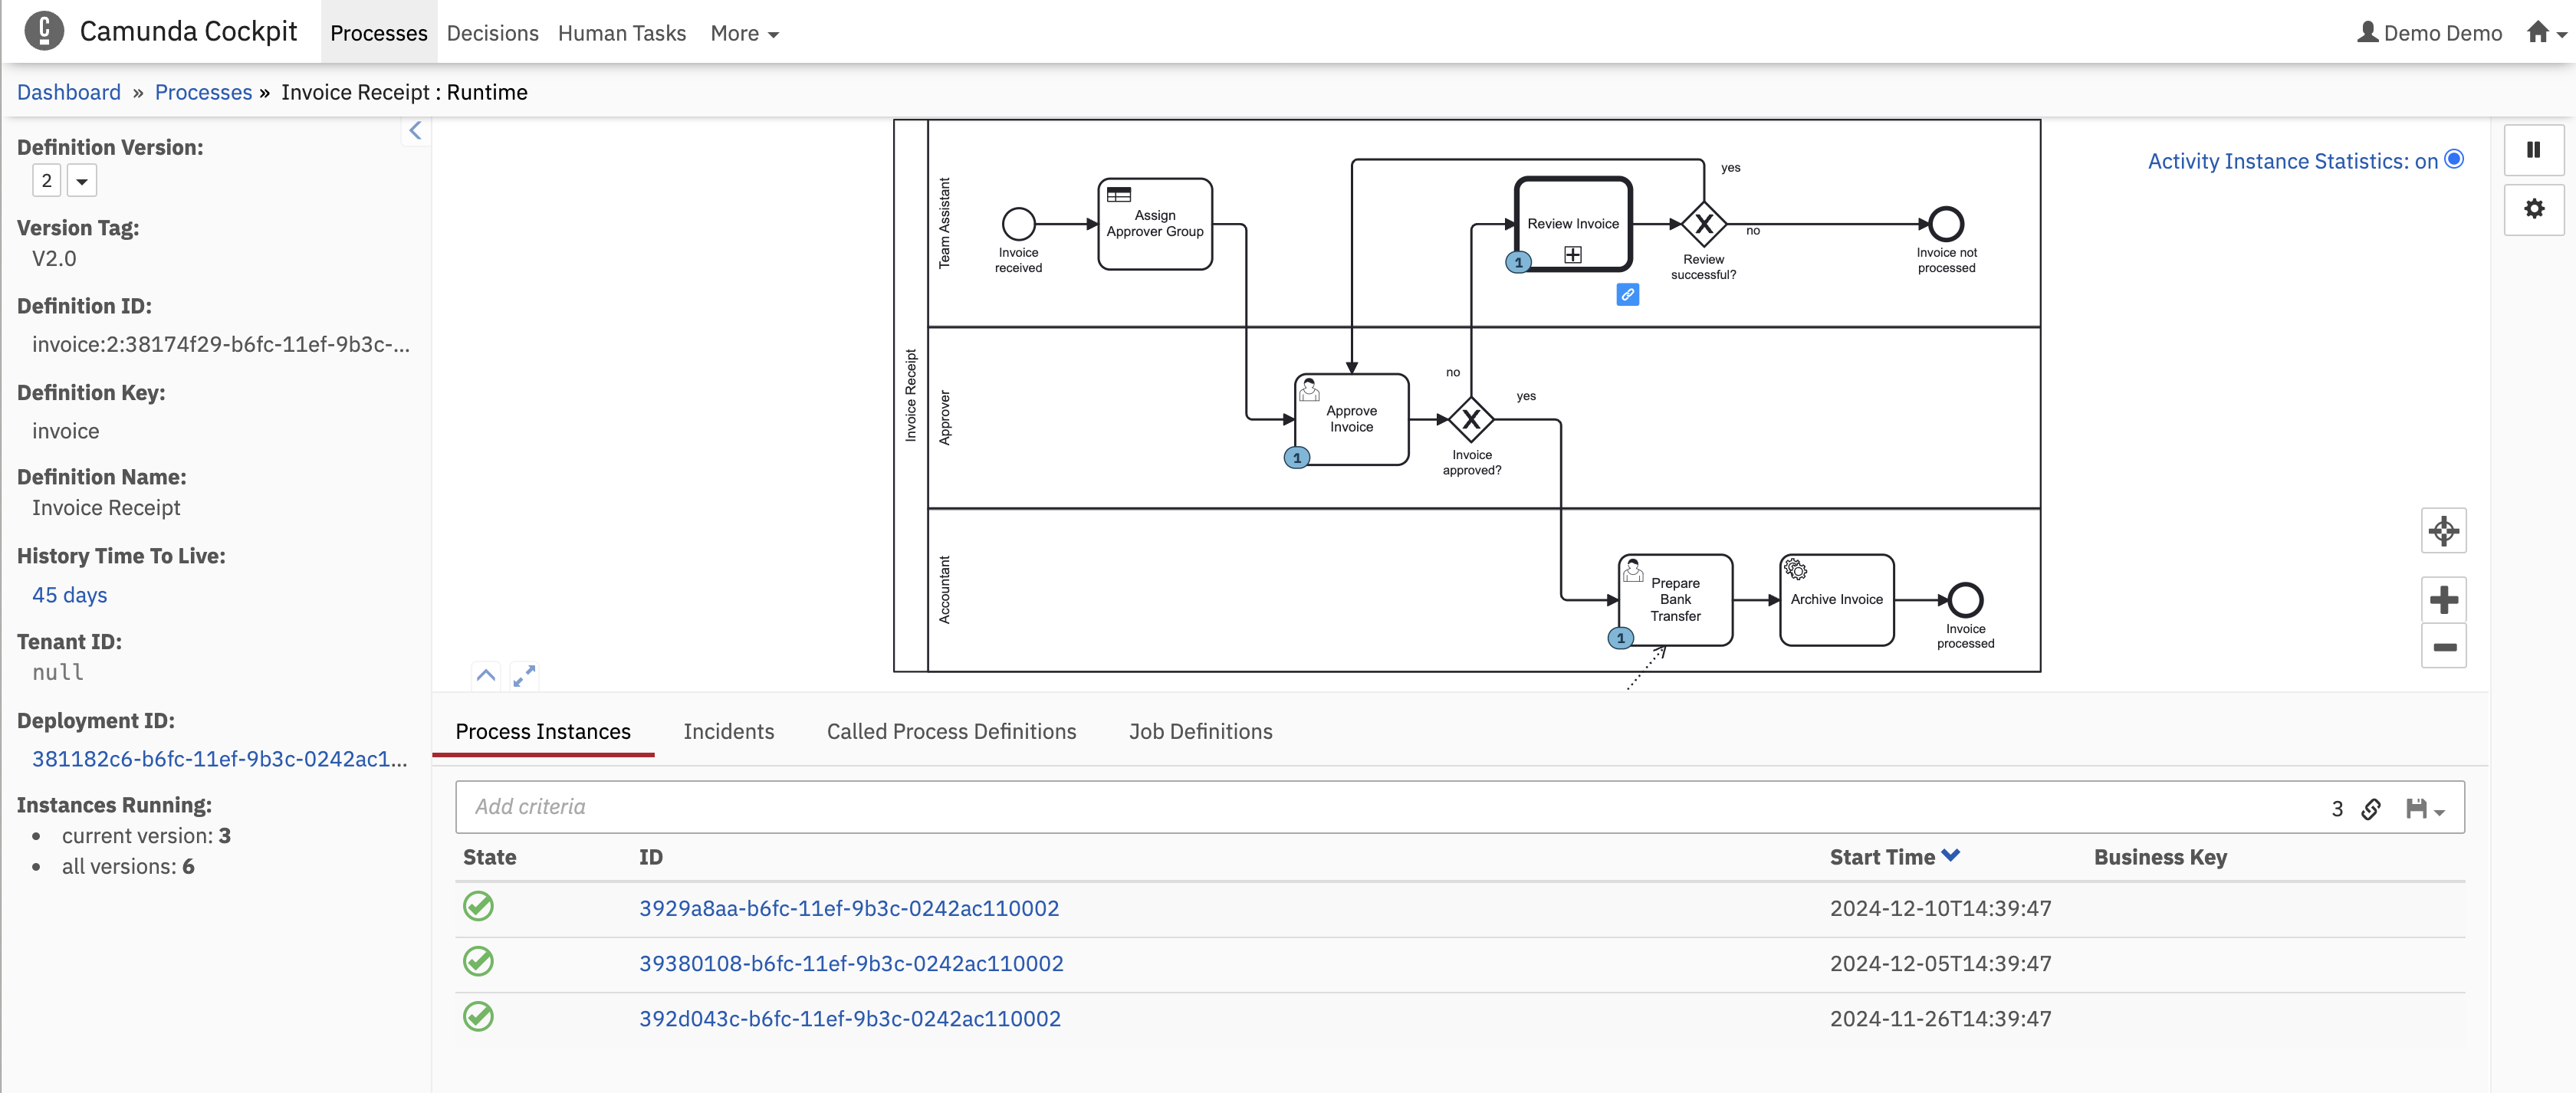 Camunda Cockpit
Processes
Decisions
Human Tasks
More
Demo Demo
Dashboard » Processes » Invoice Receipt : Runtime
Definition Version:
2
Version Tag:
V2.0
Definition ID:
invoice:2:38174f29-b6fc-11ef-9b3c-...
Definition Key:
invoice
Definition Name:
Invoice Receipt
History Time To Live:
45 days
Tenant ID:
null
Deployment ID:
381182c6-b6fc-11ef-9b3c-0242ac1...
Instances Running:
current version: 3
all versions: 6
Activity Instance Statistics: on
Invoice Receipt
Team Assistant
Invoice
received
Assign
Approver Group
Review Invoice
1
yes
no
Review
successful?
Invoice not
processed
Approver
Approve
Invoice
1
no
yes
Invoice
approved?
Accountant
Prepare
Bank
Transfer
1
Archive Invoice
Invoice
processed
Process Instances
Incidents
Called Process Definitions
Job Definitions
Add criteria
3
State ID Start Time Business Key
3929a8aa-b6fc-11ef-9b3c-0242ac110002 2024-12-10T14:39:47
39380108-b6fc-11ef-9b3c-0242ac110002 2024-12-05T14:39:47
392d043c-b6fc-11ef-9b3c-0242ac110002 2024-11-26T14:39:47